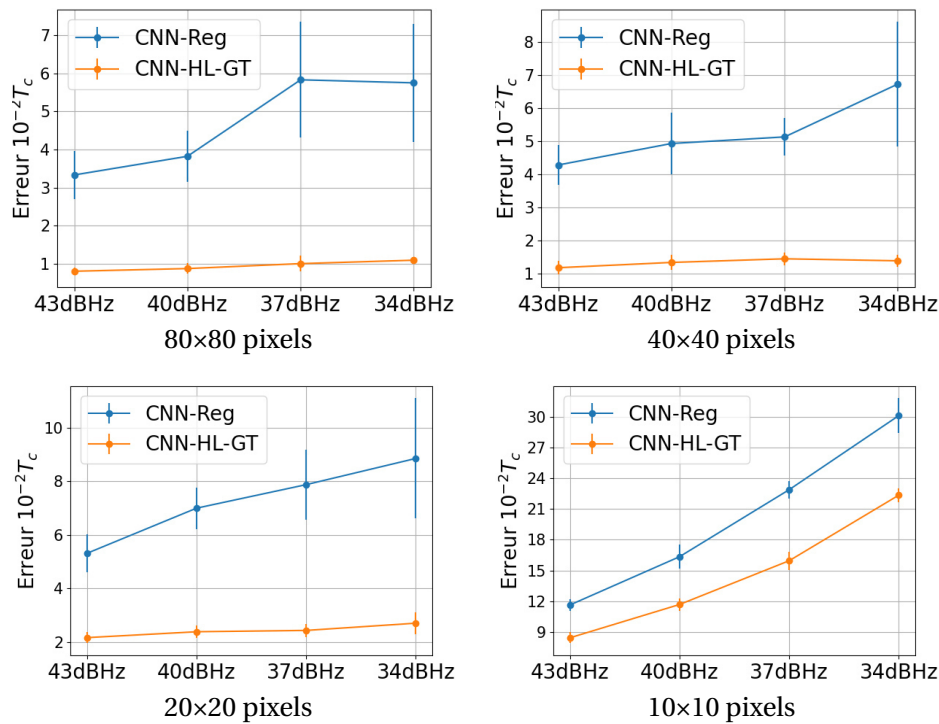 7
6
5
4
3
2
1
Erreur 10⁻²T_c
CNN-Reg
CNN-HL-GT
43dBHz 40dBHz 37dBHz 34dBHz
80×80 pixels
8
7
6
5
4
3
2
1
Erreur 10⁻²T_c
CNN-Reg
CNN-HL-GT
43dBHz 40dBHz 37dBHz 34dBHz
40×40 pixels
10
8
6
4
2
Erreur 10⁻²T_c
CNN-Reg
CNN-HL-GT
43dBHz 40dBHz 37dBHz 34dBHz
20×20 pixels
30
27
24
21
18
15
12
9
Erreur 10⁻²T_c
CNN-Reg
CNN-HL-GT
43dBHz 40dBHz 37dBHz 34dBHz
10×10 pixels